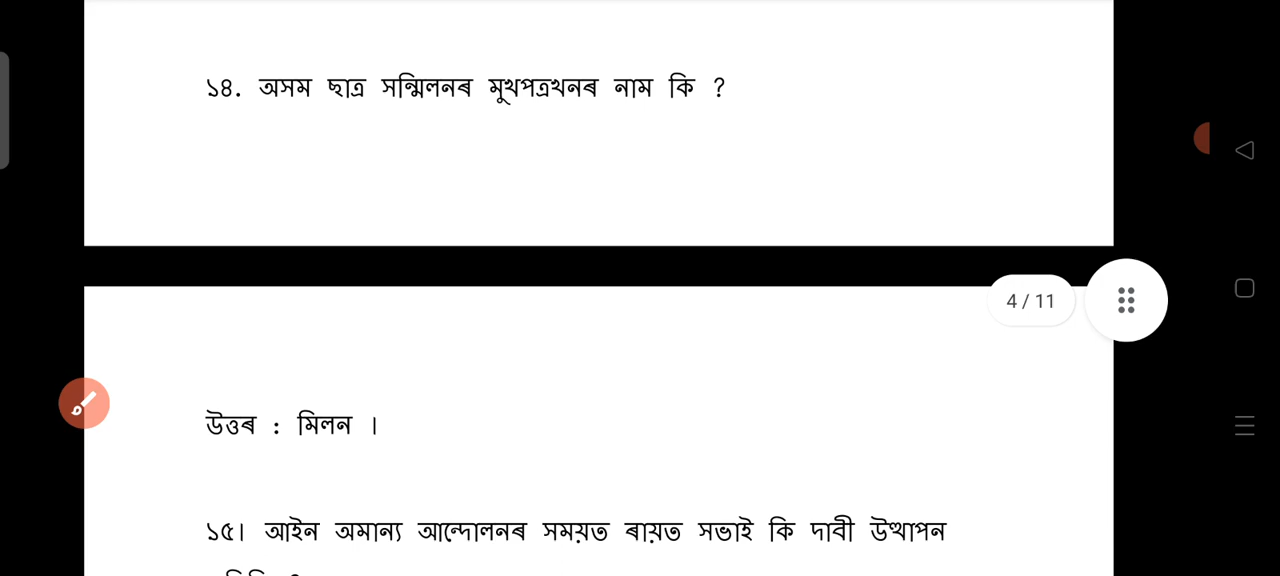 ১৪. অসম ছাত্ৰ সন্মিলনৰ মুখপত্ৰখনৰ নাম কি ?
4 / 11
উত্তৰ : মিলন ।
১৫। আইন অমান্য আন্দোলনৰ সময়ত ৰায়ত সভাই কি দাবী উত্থাপন